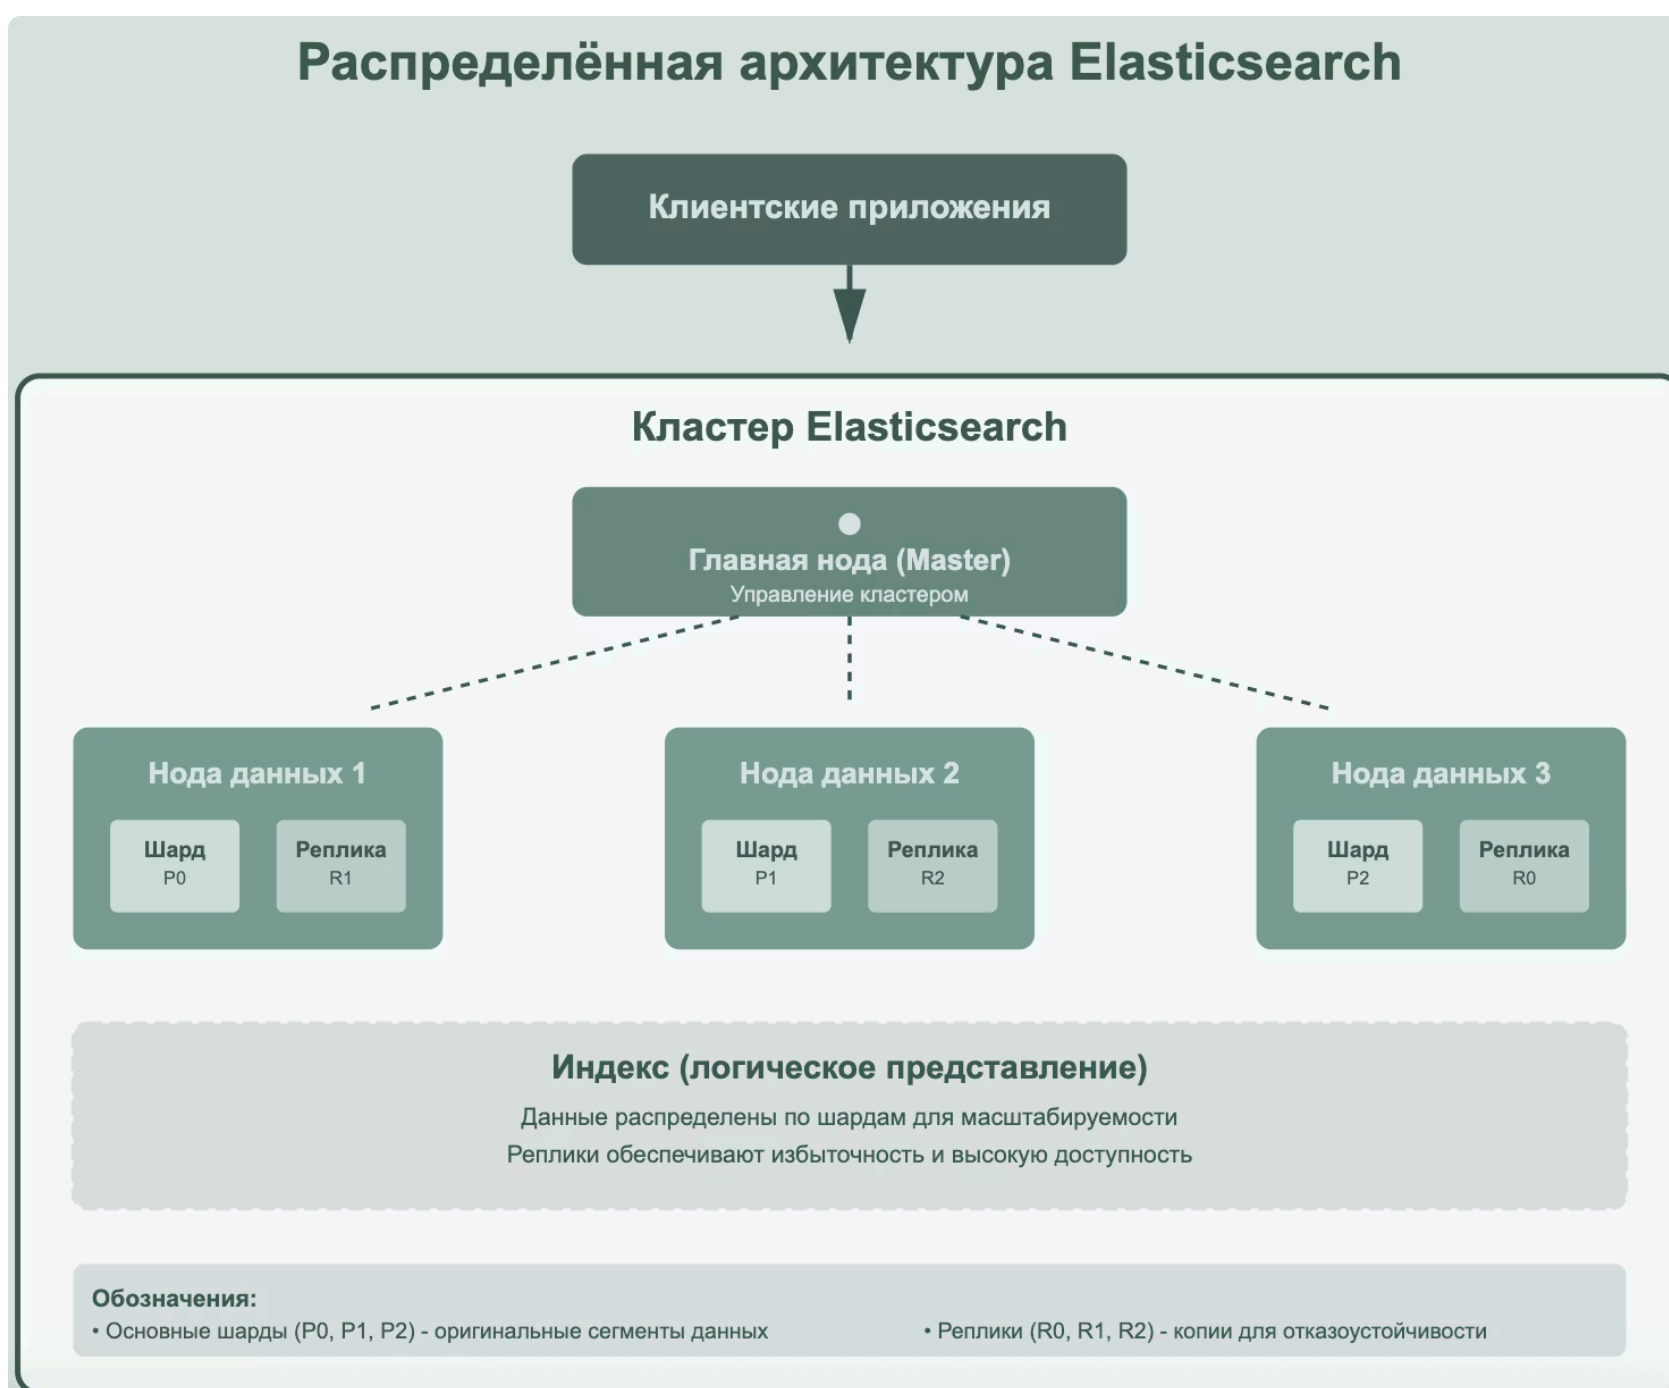 Распределённая архитектура Elasticsearch
Клиентские приложения
Кластер Elasticsearch
Главная нода (Master)
Управление кластером
Нода данных 1
Шард
P0
Реплика
R1
Нода данных 2
Шард
P1
Реплика
R2
Нода данных 3
Шард
P2
Реплика
R0
Индекс (логическое представление)
Данные распределены по шардам для масштабируемости
Реплики обеспечивают избыточность и высокую доступность
Обозначения:
• Основные шарды (P0, P1, P2) - оригинальные сегменты данных
• Реплики (R0, R1, R2) - копии для отказоустойчивости